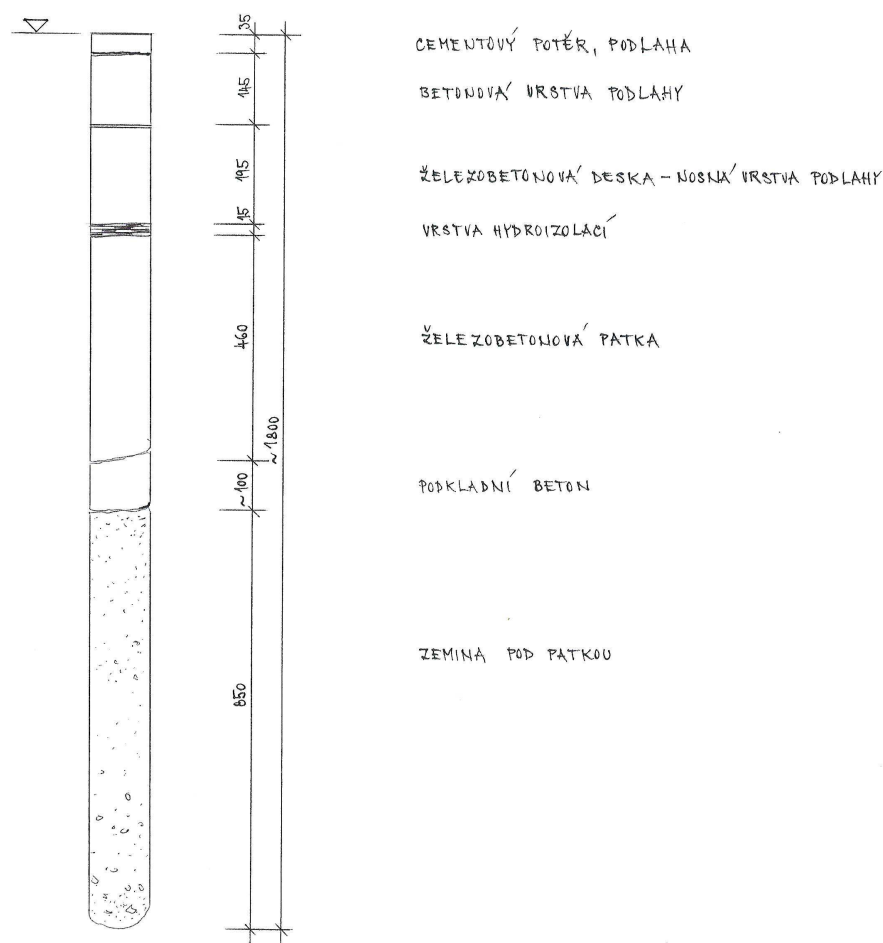 35
CEMENTOVÝ POTĚR, PODLAHA
145
BETONOVÁ VRSTVA PODLAHY
195
ŽELEZOBETONOVÁ DESKA – NOSNÁ VRSTVA PODLAHY
15
VRSTVA HYDROIZOLACÍ
460
ŽELEZOBETONOVÁ PATKA
~1800
~100
PODKLADNÍ BETON
850
ZEMINA POD PATKOU